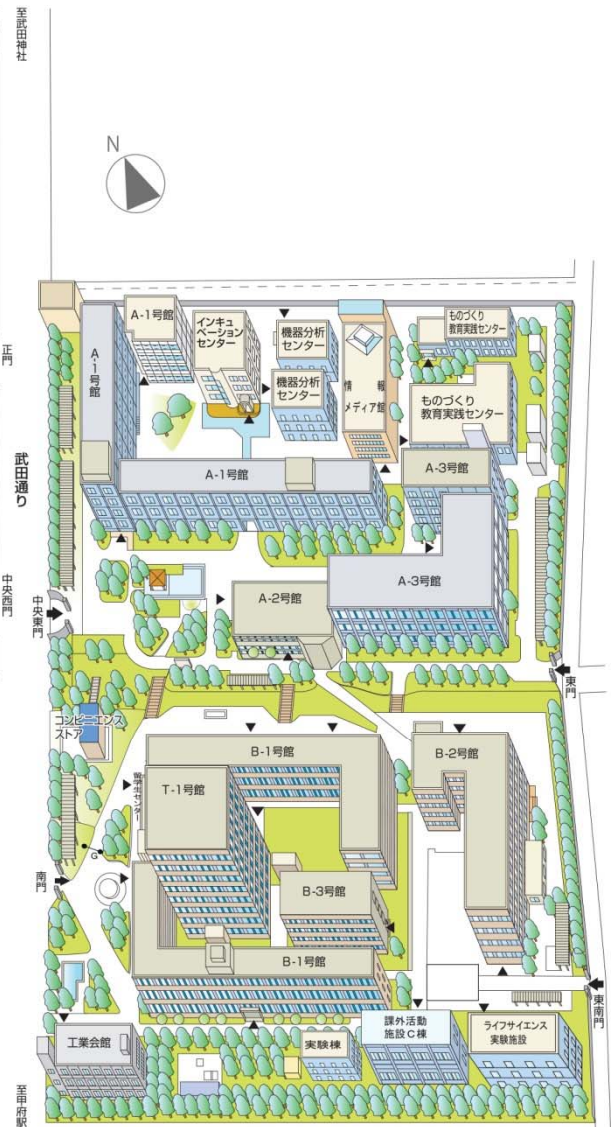 至武田神社
N
正門
武田通り
中央西門
中央東門
A-1号館
A-1号館
インキュ
ベーション
センター
機器分析
センター
機器分析
センター
情報
メディア館
ものづくり
教育実践センター
ものづくり
教育実践センター
A-1号館
A-3号館
A-3号館
A-2号館
東門
コンビニエンス
ストア
B-1号館
B-2号館
留学生センター
T-1号館
G
南門
B-3号館
B-1号館
東南門
工業会館
実験棟
課外活動
施設C棟
ライフサイエンス
実験施設
至甲府駅